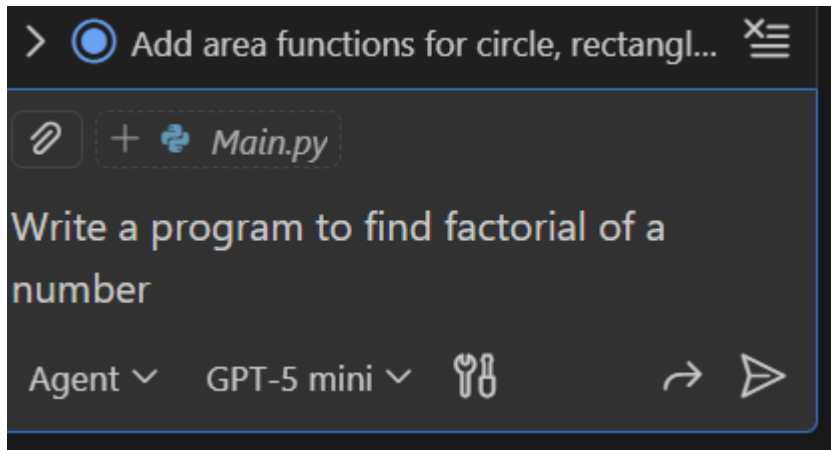 Add area functions for circle, rectangl...
Main.py
Write a program to find factorial of a
number
Agent GPT-5 mini